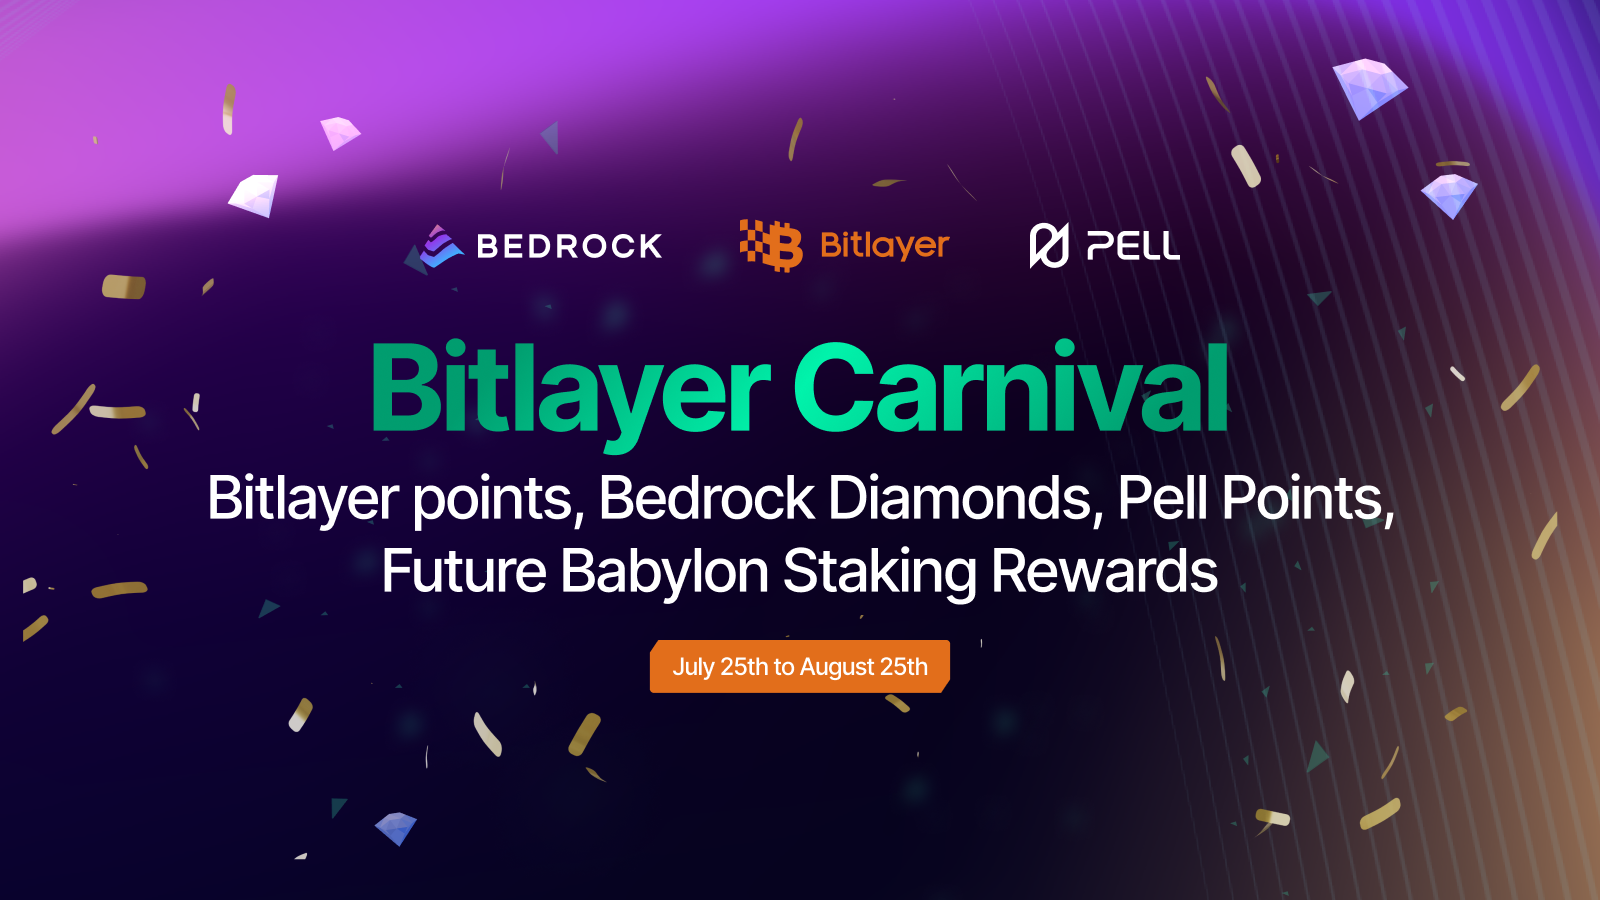 BEDROCK
Bitlayer
PELL
Bitlayer Carnival
Bitlayer points, Bedrock Diamonds, Pell Points,
Future Babylon Staking Rewards
July 25th to August 25th